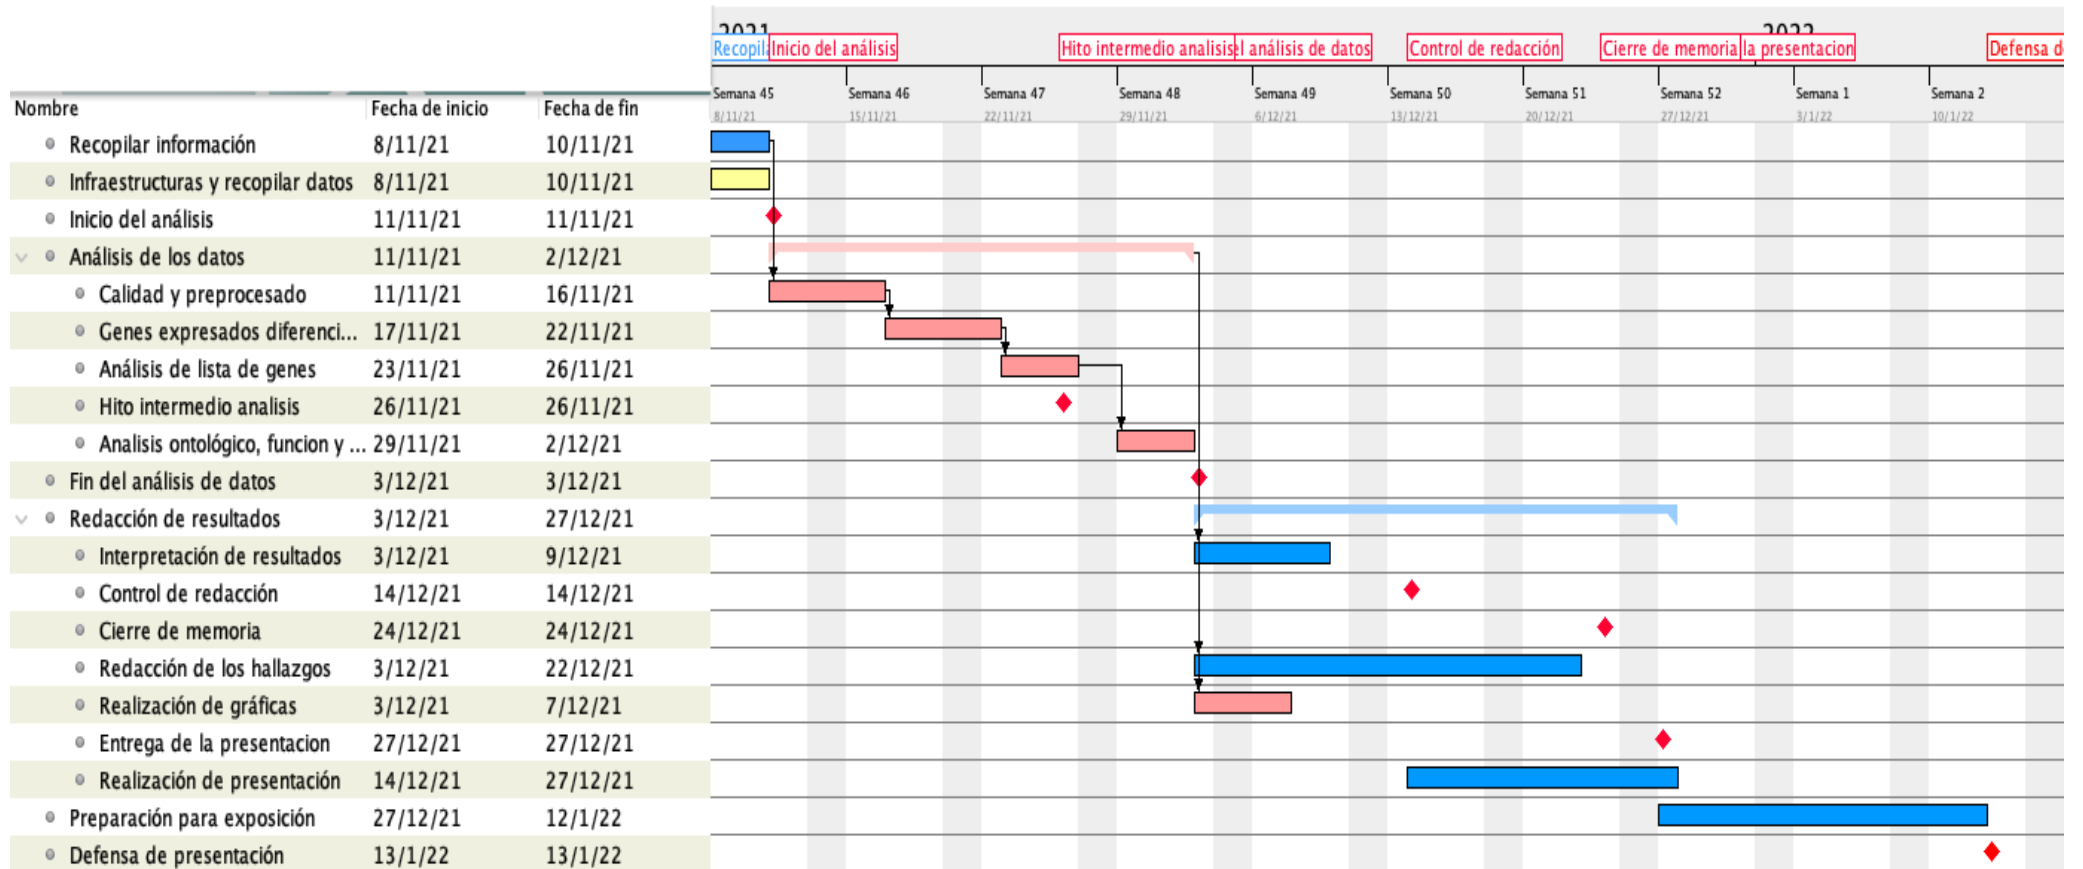 2021 2022
Recopil Inicio del análisis Hito intermedio analisis el análisis de datos Control de redacción Cierre de memoria la presentacion Defensa d
Semana 45 Semana 46 Semana 47 Semana 48 Semana 49 Semana 50 Semana 51 Semana 52 Semana 1 Semana 2
Nombre Fecha de inicio Fecha de fin 8/11/21 15/11/21 22/11/21 29/11/21 6/12/21 13/12/21 20/12/21 27/12/21 3/1/22 10/1/22
Recopilar información 8/11/21 10/11/21
Infraestructuras y recopilar datos 8/11/21 10/11/21
Inicio del análisis 11/11/21 11/11/21
Análisis de los datos 11/11/21 2/12/21
Calidad y preprocesado 11/11/21 16/11/21
Genes expresados diferenci... 17/11/21 22/11/21
Análisis de lista de genes 23/11/21 26/11/21
Hito intermedio analisis 26/11/21 26/11/21
Analisis ontológico, funcion y ... 29/11/21 2/12/21
Fin del análisis de datos 3/12/21 3/12/21
Redacción de resultados 3/12/21 27/12/21
Interpretación de resultados 3/12/21 9/12/21
Control de redacción 14/12/21 14/12/21
Cierre de memoria 24/12/21 24/12/21
Redacción de los hallazgos 3/12/21 22/12/21
Realización de gráficas 3/12/21 7/12/21
Entrega de la presentacion 27/12/21 27/12/21
Realización de presentación 14/12/21 27/12/21
Preparación para exposición 27/12/21 12/1/22
Defensa de presentación 13/1/22 13/1/22